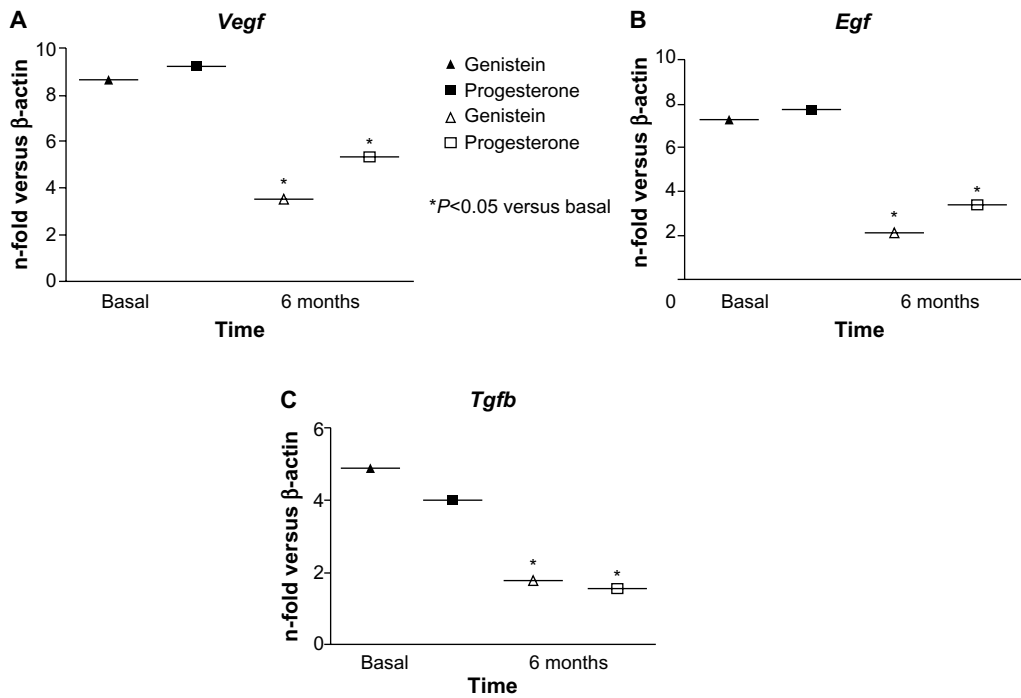 A
Vegf
n-fold versus β-actin
10
8
6
4
2
0
*
*
Basal
6 months
Time
▲ Genistein
■ Progesterone
△ Genistein
□ Progesterone
*P<0.05 versus basal
B
Egf
n-fold versus β-actin
10
8
6
4
2
0
*
*
Basal
6 months
Time
C
Tgfb
n-fold versus β-actin
6
4
2
0
*
*
Basal
6 months
Time